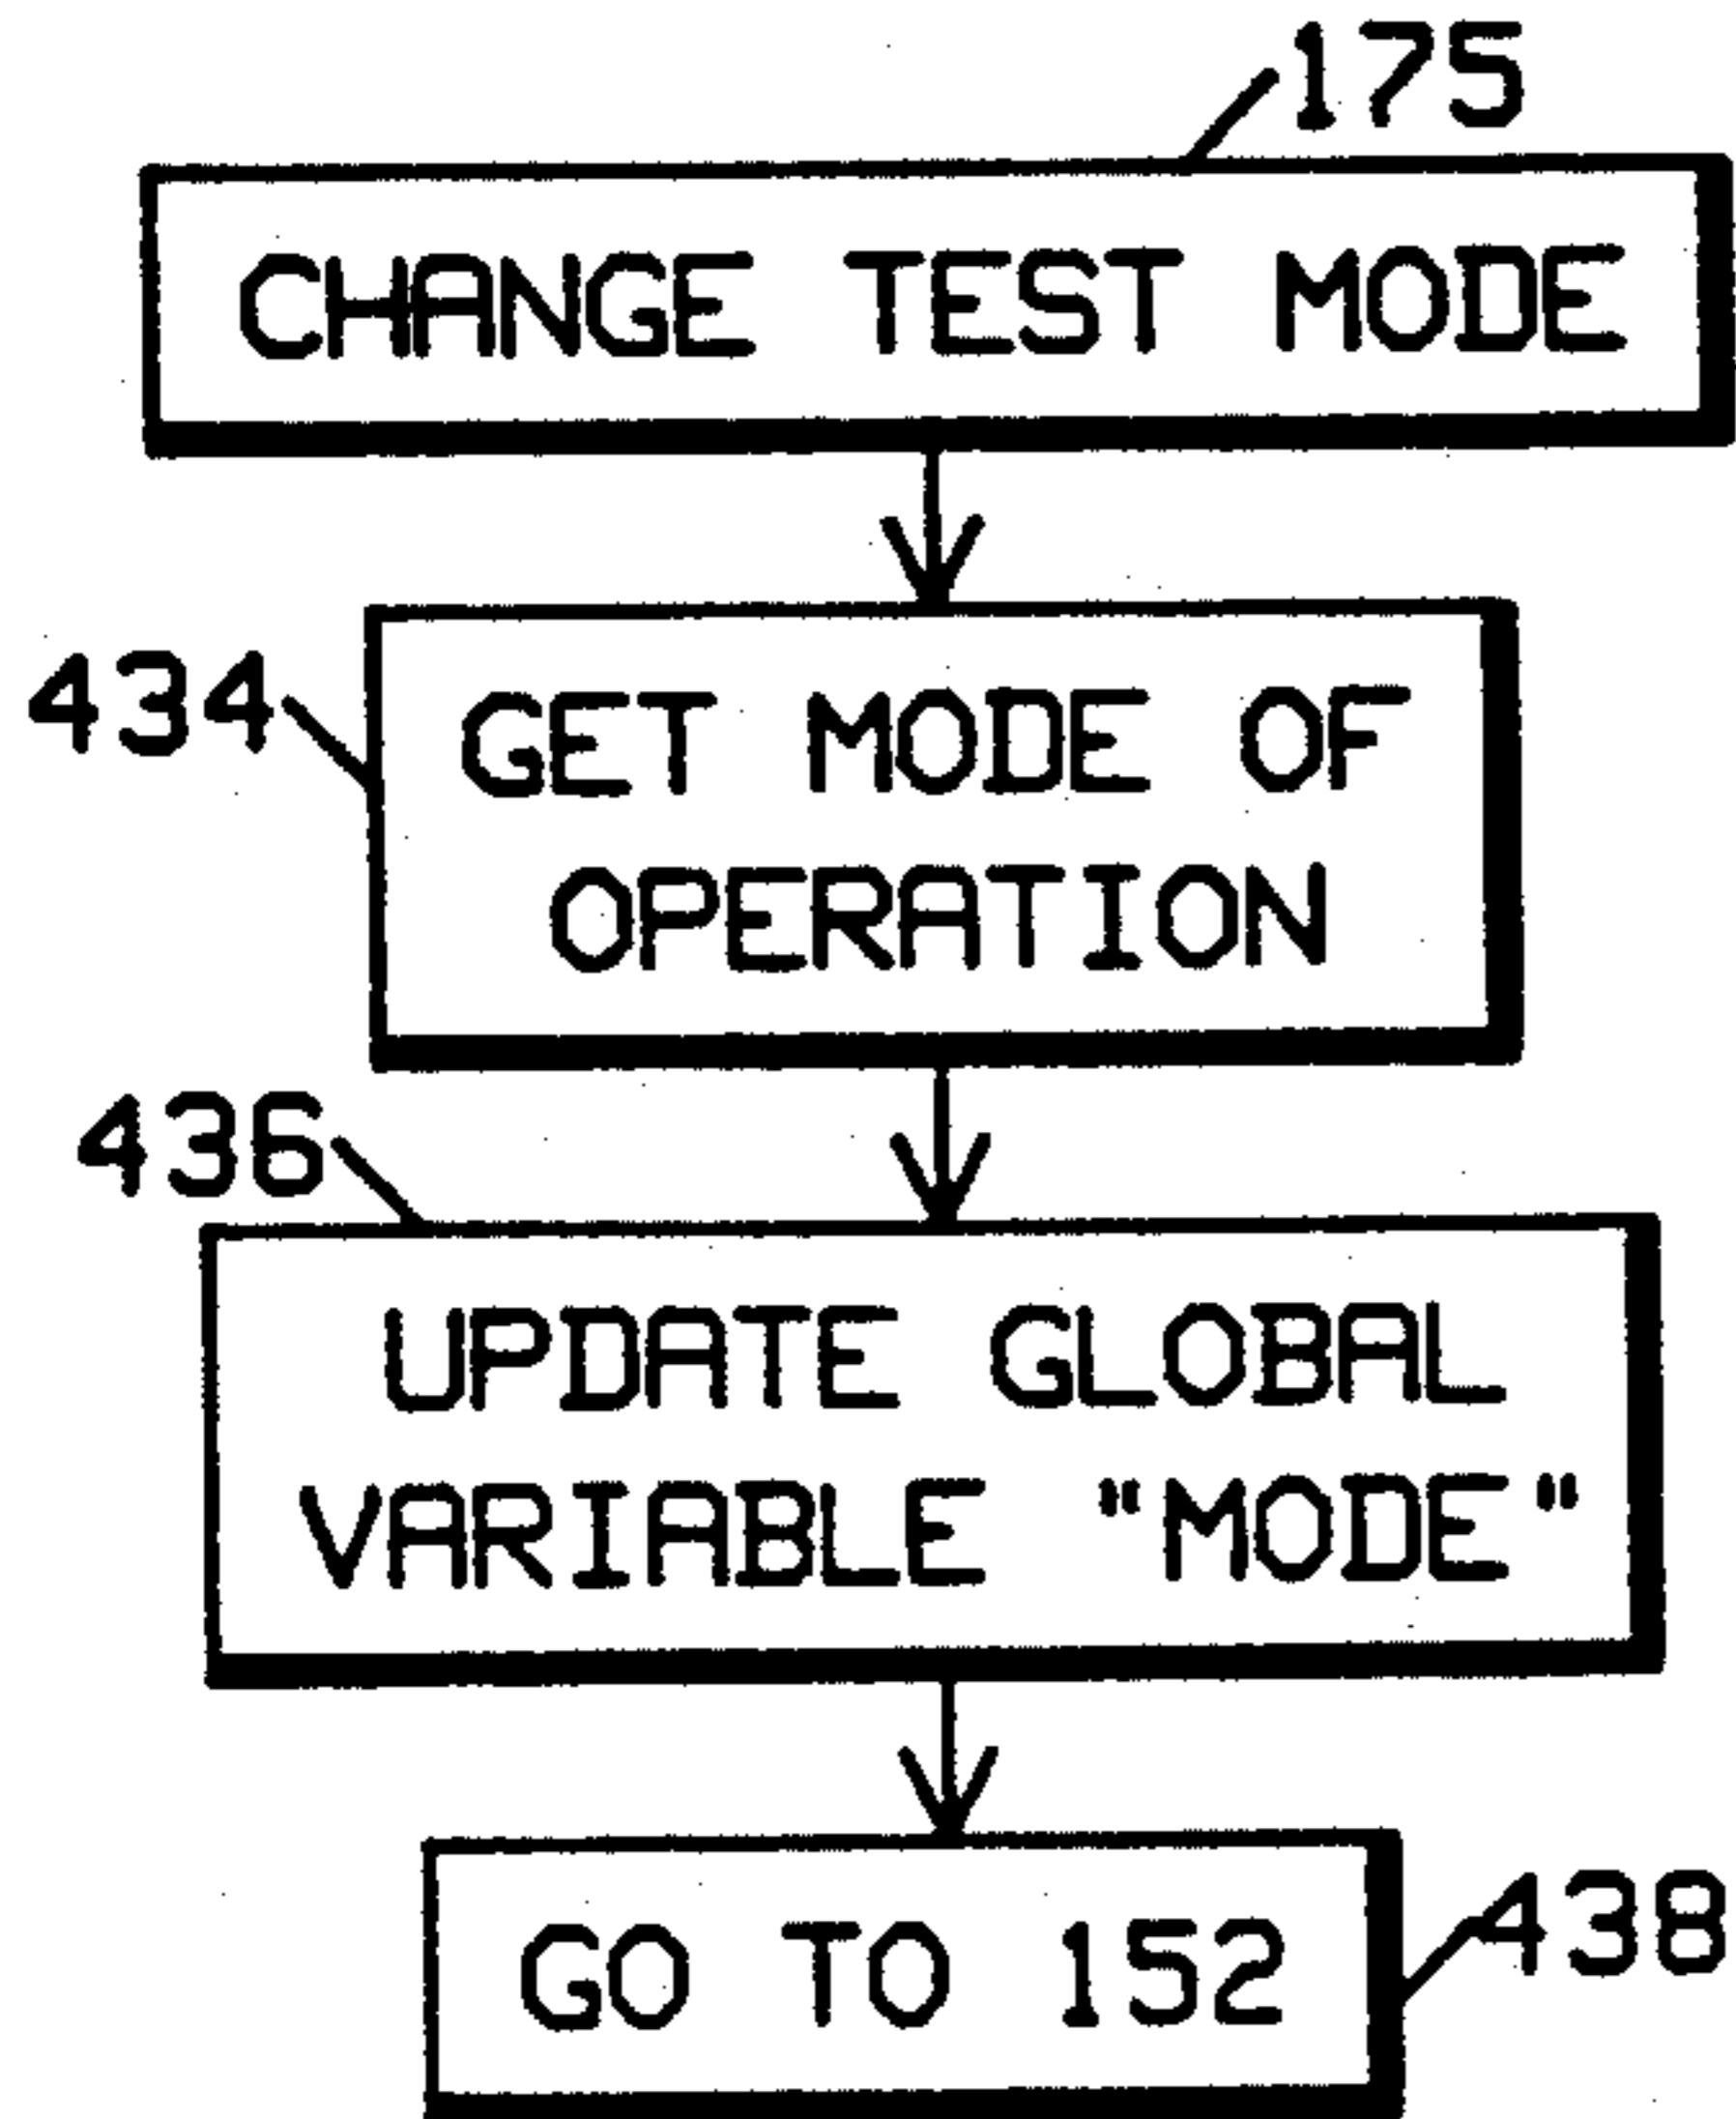 175
CHANGE TEST MODE
434
GET MODE OF
OPERATION
436
UPDATE GLOBAL
VARIABLE "MODE"
GO TO 152
438